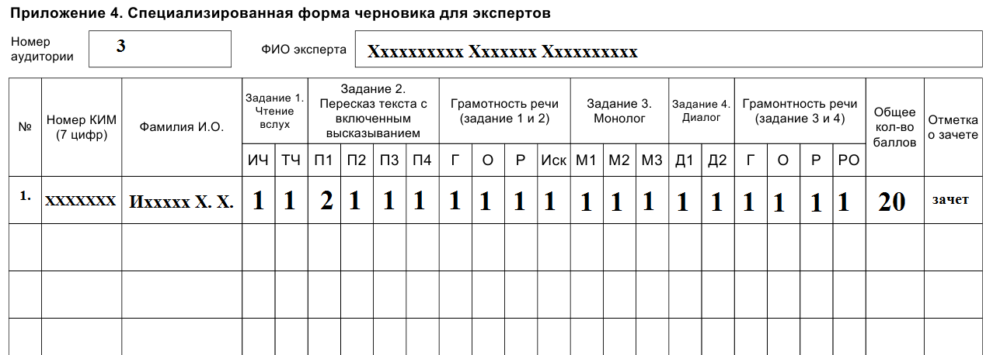 Приложение 4. Специализированная форма черновика для экспертов
Номер аудитории 3 ФИО эксперта Xxxxxxxxxx Xxxxxxx Xxxxxxxxxx
№ Номер КИМ (7 цифр) Фамилия И.О. Задание 1. Чтение вслух Задание 2. Пересказ текста с включенным высказыванием Грамотность речи (задание 1 и 2) Задание 3. Монолог Задание 4. Диалог Грамонтность речи (задание 3 и 4) Общее кол-во баллов Отметка о зачете
ИЧ ТЧ П1 П2 П3 П4 Г О Р Иск М1 М2 М3 Д1 Д2 Г О Р РО
1. xxxxxxx Ихxxxx X. X. 1 1 2 1 1 1 1 1 1 1 1 1 1 1 1 1 1 1 1 20 зачет